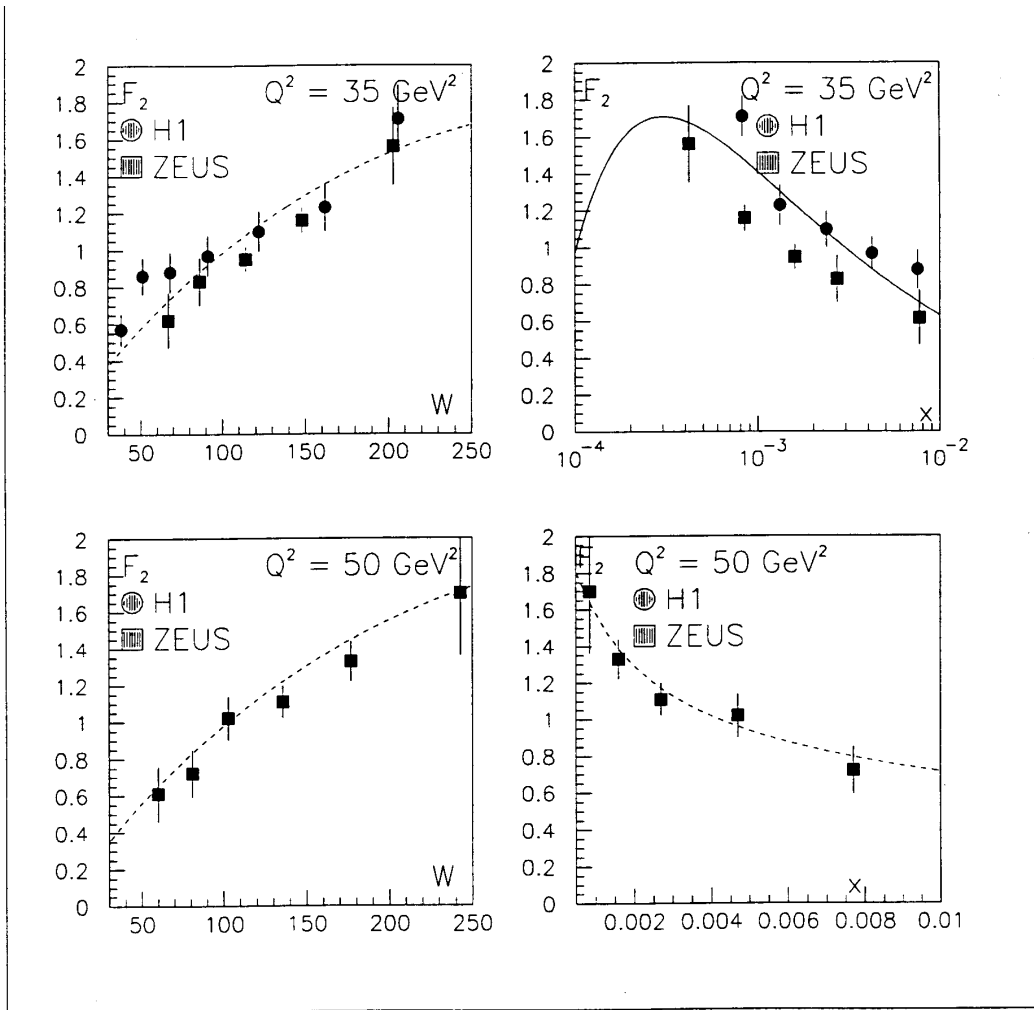 F₂ Q² = 35 GeV²
H1
ZEUS
W
2
1.8
1.6
1.4
1.2
1
0.8
0.6
0.4
0.2
0
50 100 150 200 250
F₂ Q² = 35 GeV²
H1
ZEUS
x
2
1.8
1.6
1.4
1.2
1
0.8
0.6
0.4
0.2
0
10⁻⁴ 10⁻³ 10⁻²
F₂ Q² = 50 GeV²
H1
ZEUS
W
2
1.8
1.6
1.4
1.2
1
0.8
0.6
0.4
0.2
0
50 100 150 200 250
F₂ Q² = 50 GeV²
H1
ZEUS
x
2
1.8
1.6
1.4
1.2
1
0.8
0.6
0.4
0.2
0
0.002 0.004 0.006 0.008 0.01